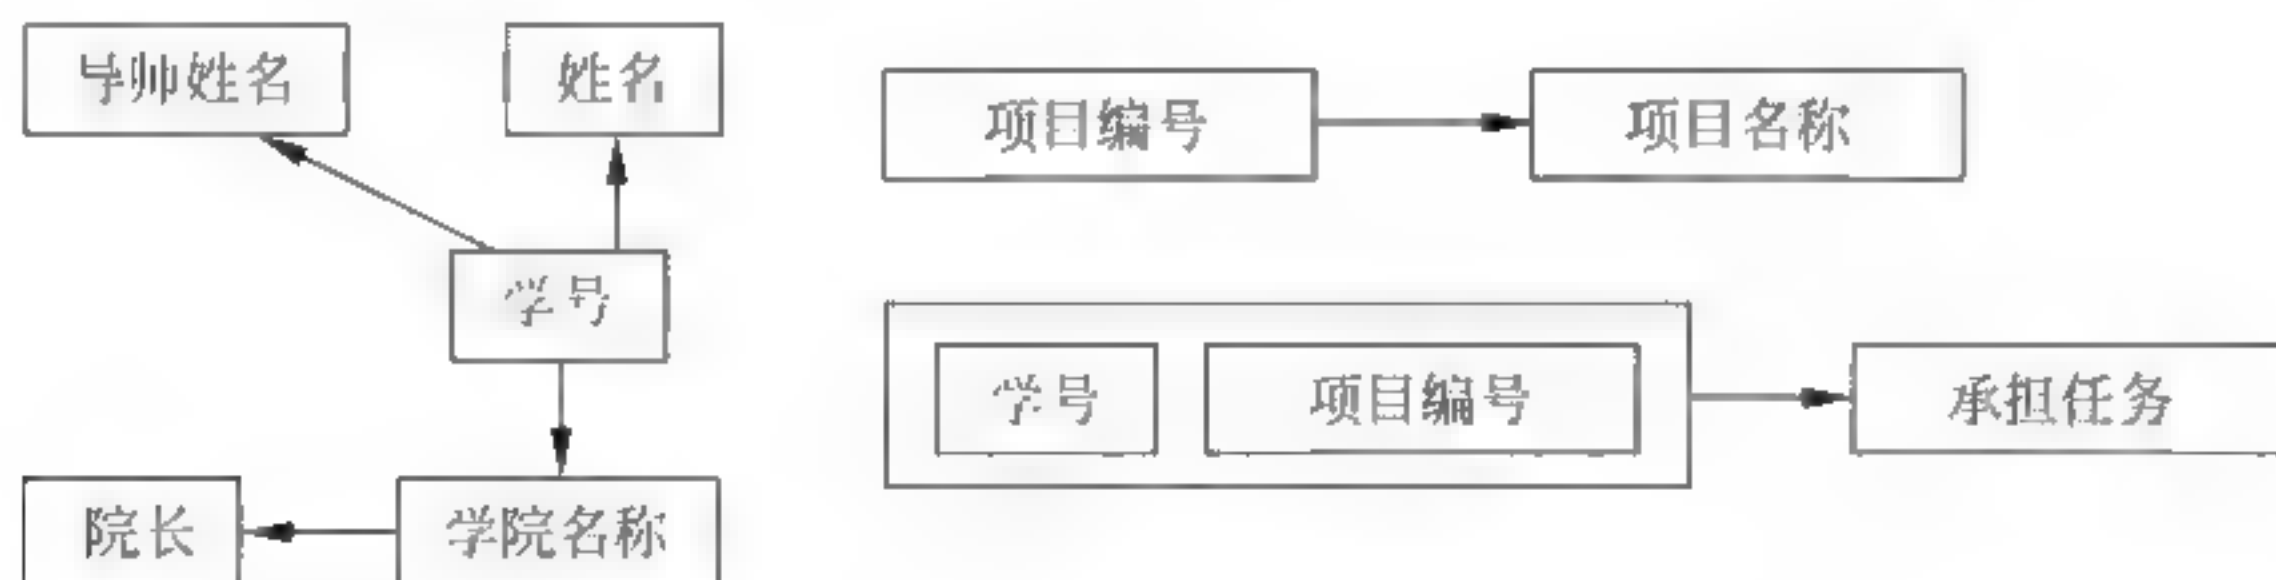 导师姓名
姓名
项目编号
项目名称
学号
学号
项目编号
承担任务
院长
学院名称